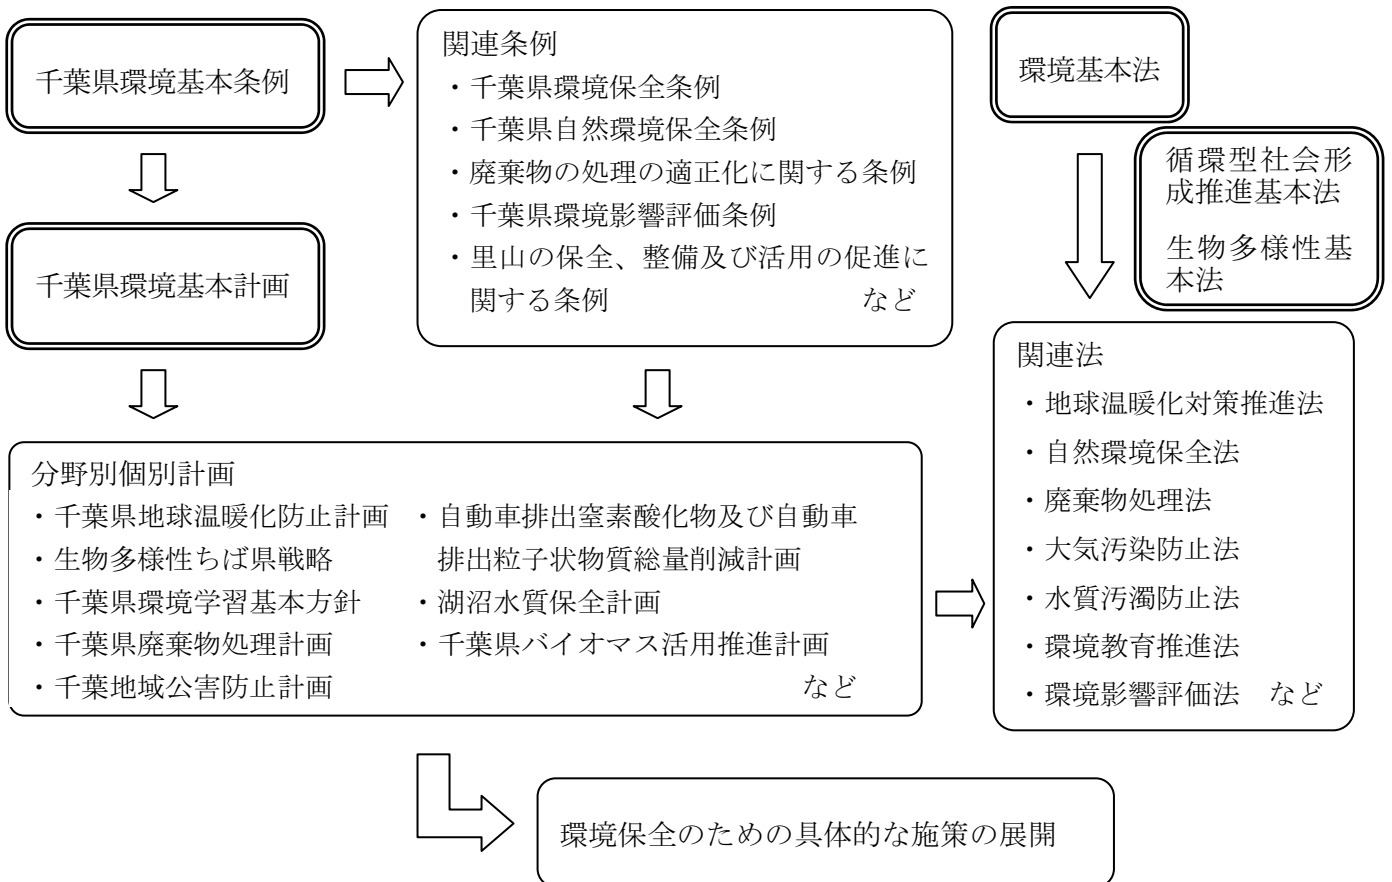 千葉県環境基本条例
千葉県環境基本計画
関連条例
・千葉県環境保全条例
・千葉県自然環境保全条例
・廃棄物の処理の適正化に関する条例
・千葉県環境影響評価条例
・里山の保全、整備及び活用の促進に
関する条例 など
環境基本法
循環型社会形
成推進基本法
生物多様性基
本法
関連法
・地球温暖化対策推進法
・自然環境保全法
・廃棄物処理法
・大気汚染防止法
・水質汚濁防止法
・環境教育推進法
・環境影響評価法 など
分野別個別計画
・千葉県地球温暖化防止計画
・生物多様性ちば県戦略
・千葉県環境学習基本方針
・千葉県廃棄物処理計画
・千葉地域公害防止計画
・自動車排出窒素酸化物及び自動車
排出粒子状物質総量削減計画
・湖沼水質保全計画
・千葉県バイオマス活用推進計画
など
環境保全のための具体的な施策の展開